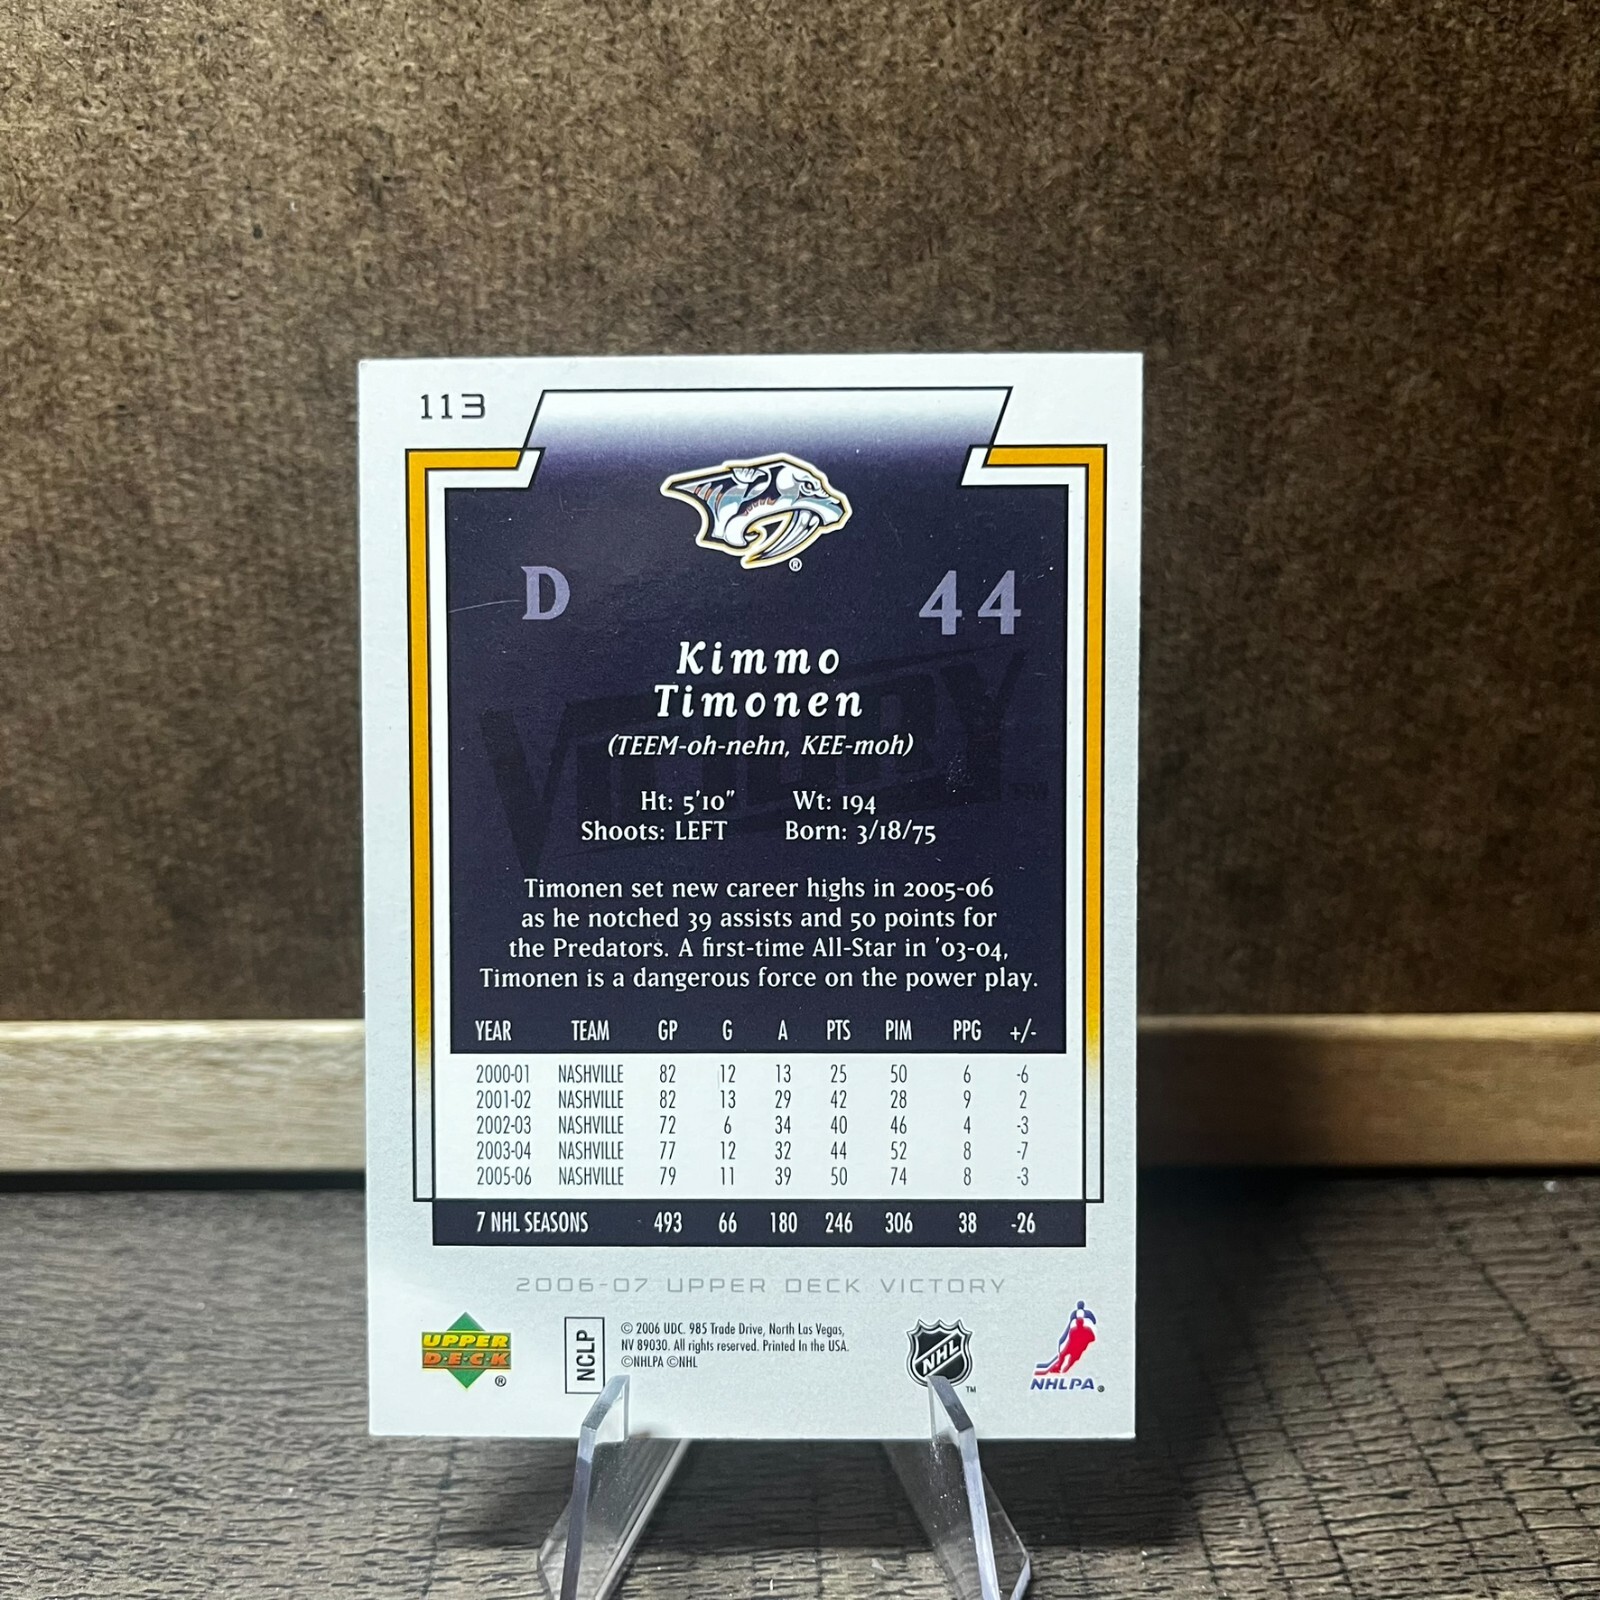 113
®
D 44
Kimmo
Timonen
(TEEM-oh-nehn, KEE-moh)
VICTORY TM
Ht: 5'10" Wt: 194
Shoots: LEFT Born: 3/18/75
Timonen set new career highs in 2005-06
as he notched 39 assists and 50 points for
the Predators. A first-time All-Star in '03-04,
Timonen is a dangerous force on the power play.
YEAR TEAM GP G A PTS PIM PPG +/-
2000-01 NASHVILLE 82 12 13 25 50 6 -6
2001-02 NASHVILLE 82 13 29 42 28 9 2
2002-03 NASHVILLE 72 6 34 40 46 4 -3
2003-04 NASHVILLE 77 12 32 44 52 8 -7
2005-06 NASHVILLE 79 11 39 50 74 8 -3
7 NHL SEASONS 493 66 180 246 306 38 -26
2006-07 UPPER DECK VICTORY
UPPER
D·E·C·K
®
NCLP
© 2006 UDC. 985 Trade Drive, North Las Vegas,
NV 89030. All rights reserved. Printed In the USA.
©NHLPA ©NHL
NHL
TM
NHLPA®